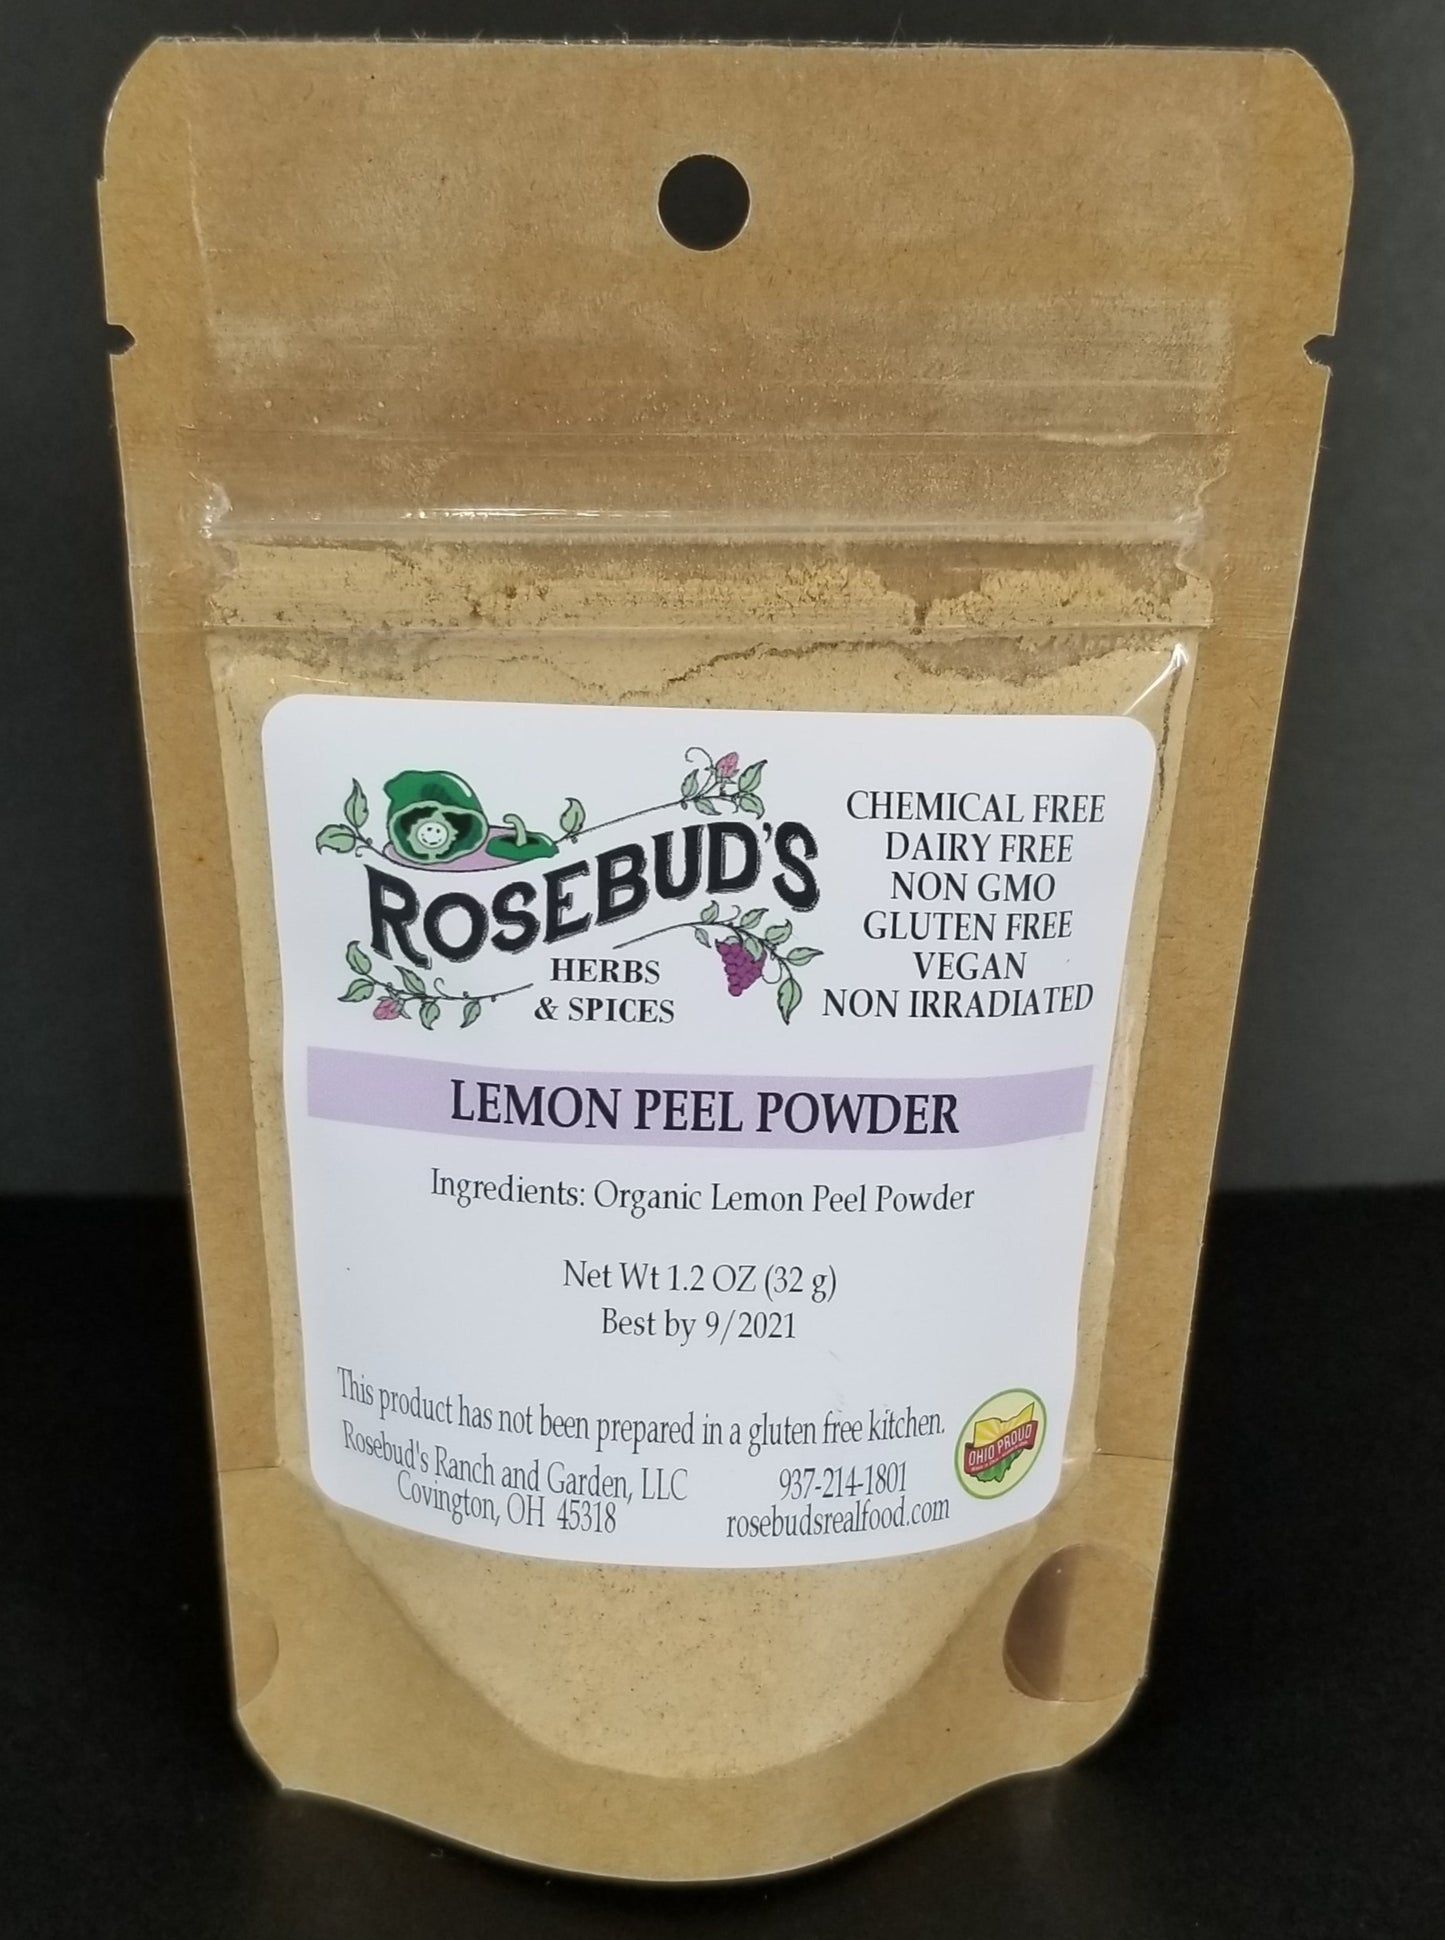 ROSEBUD'S
HERBS
& SPICES
CHEMICAL FREE
DAIRY FREE
NON GMO
GLUTEN FREE
VEGAN
NON IRRADIATED
LEMON PEEL POWDER
Ingredients: Organic Lemon Peel Powder
Net Wt 1.2 OZ (32 g)
Best by 9/2021
This product has not been prepared in a gluten free kitchen.
Rosebud's Ranch and Garden, LLC
Covington, OH 45318
937-214-1801
rosebudsrealfood.com
OHIO PROUD